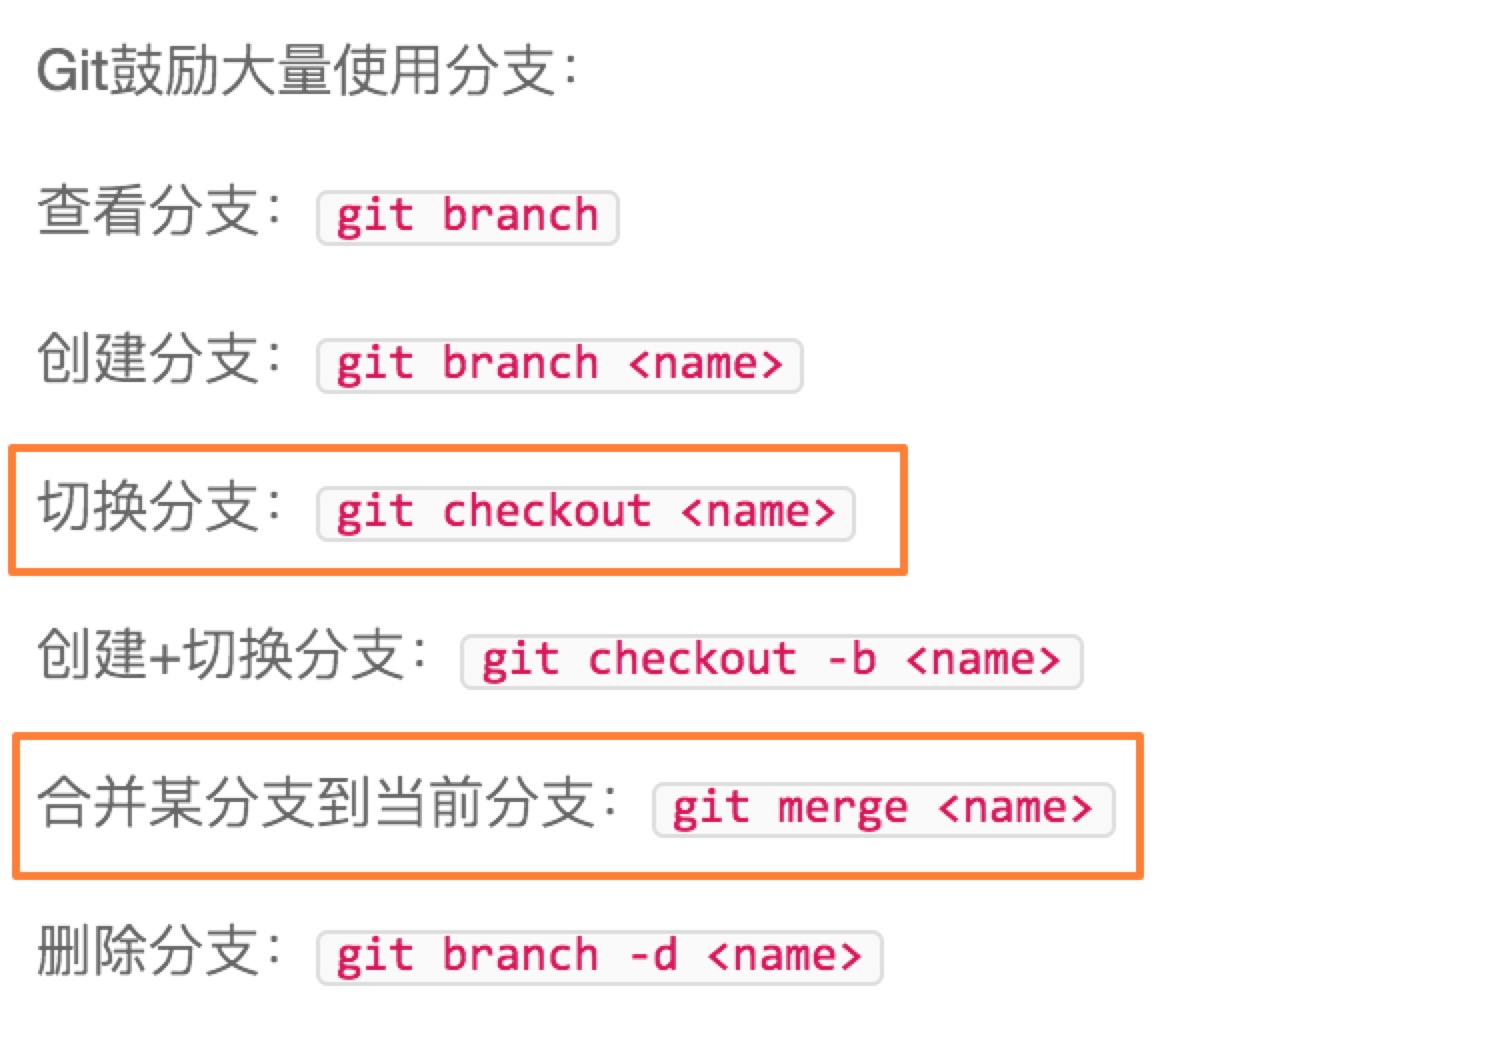 Git鼓励大量使用分支：
查看分支： git branch
创建分支： git branch <name>
切换分支： git checkout <name>
创建+切换分支： git checkout -b <name>
合并某分支到当前分支： git merge <name>
删除分支： git branch -d <name>